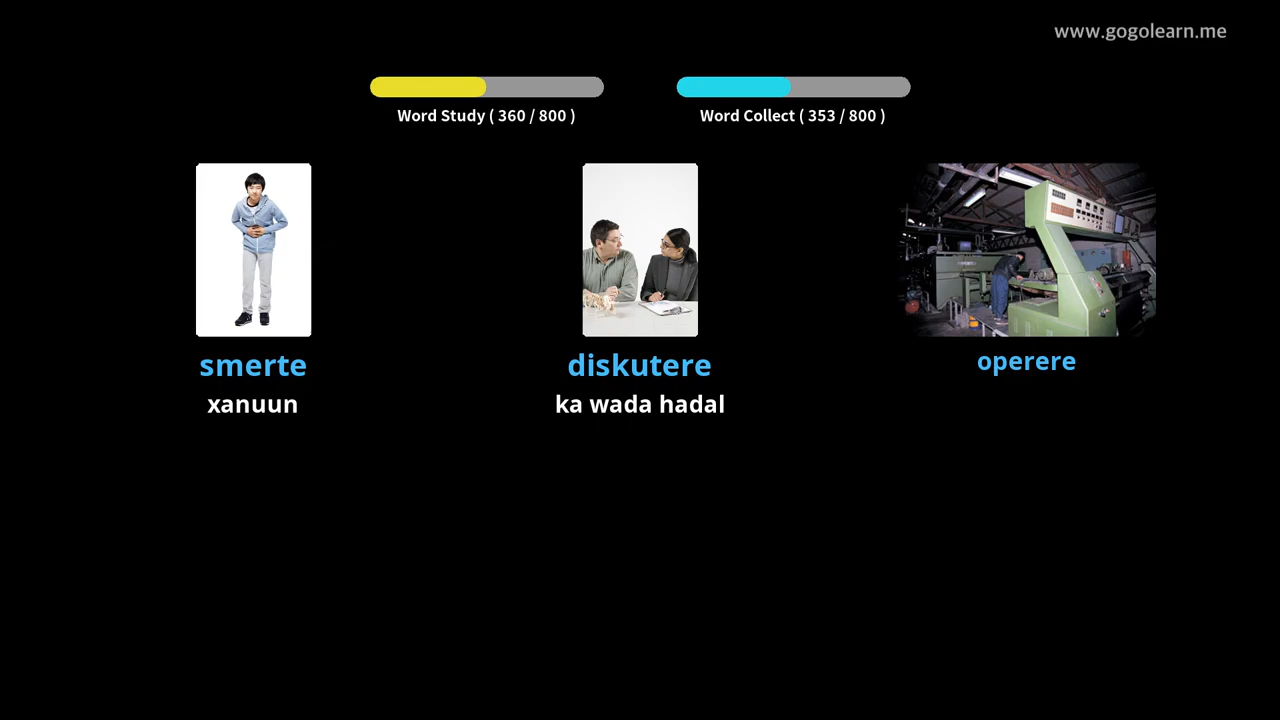 www.gogolearn.me
Word Study ( 360 / 800 )
Word Collect ( 353 / 800 )
smerte
xanuun
diskutere
ka wada hadal
operere